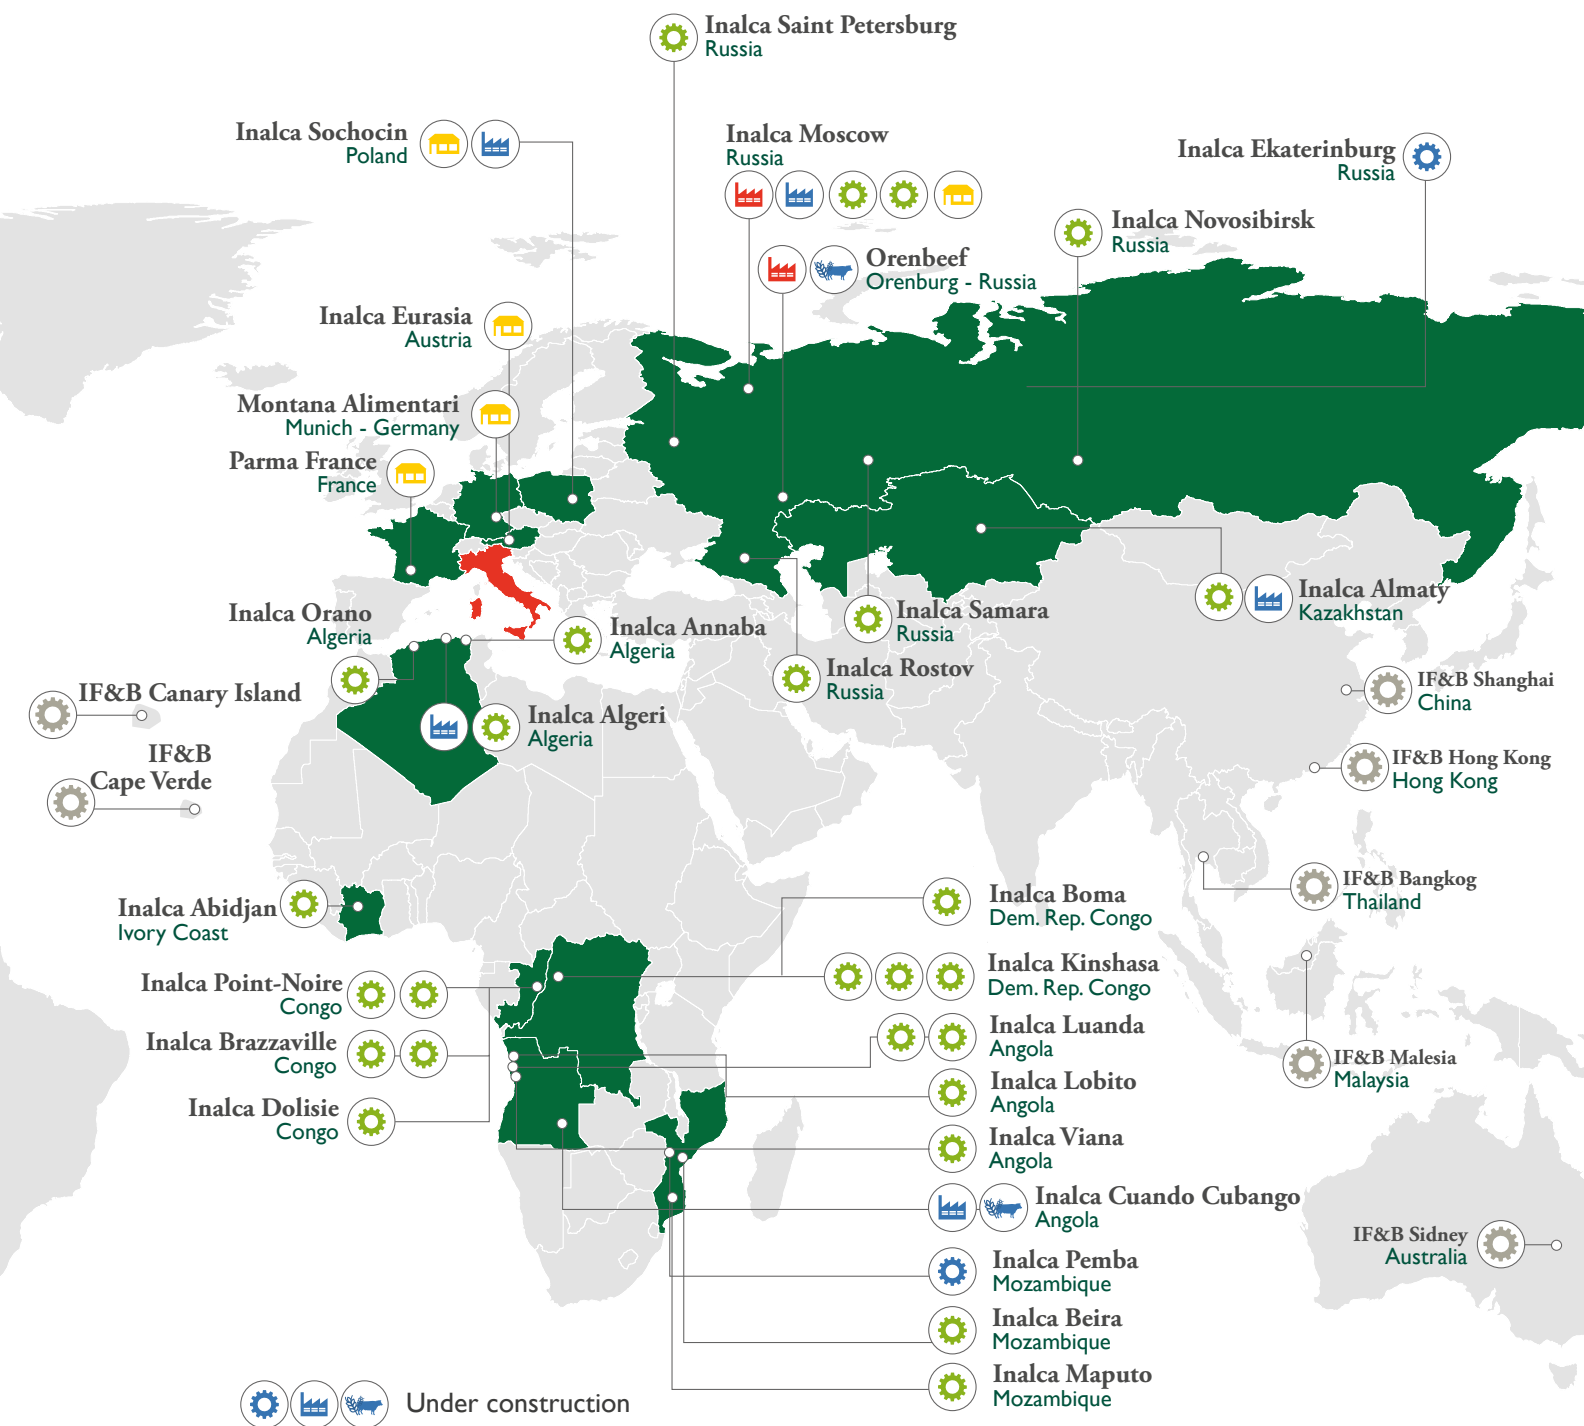 Inalca Saint Petersburg
Russia
Inalca Sochocin
Poland
Inalca Moscow
Russia
Inalca Ekaterinburg
Russia
Inalca Novosibirsk
Russia
Orenbeef
Orenburg - Russia
Inalca Eurasia
Austria
Montana Alimentari
Munich - Germany
Parma France
France
Inalca Almaty
Kazakhstan
Inalca Samara
Russia
Inalca Orano
Algeria
Inalca Annaba
Algeria
Inalca Rostov
Russia
IF&B Canary Island
IF&B Shanghai
China
Inalca Algeri
Algeria
IF&B
Cape Verde
IF&B Hong Kong
Hong Kong
IF&B Bangkog
Thailand
Inalca Abidjan
Ivory Coast
Inalca Boma
Dem. Rep. Congo
Inalca Point-Noire
Congo
Inalca Kinshasa
Dem. Rep. Congo
Inalca Brazzaville
Congo
Inalca Luanda
Angola
IF&B Malesia
Malaysia
Inalca Lobito
Angola
Inalca Dolisie
Congo
Inalca Viana
Angola
Inalca Cuando Cubango
Angola
IF&B Sidney
Australia
Inalca Pemba
Mozambique
Inalca Beira
Mozambique
Inalca Maputo
Mozambique
Under construction